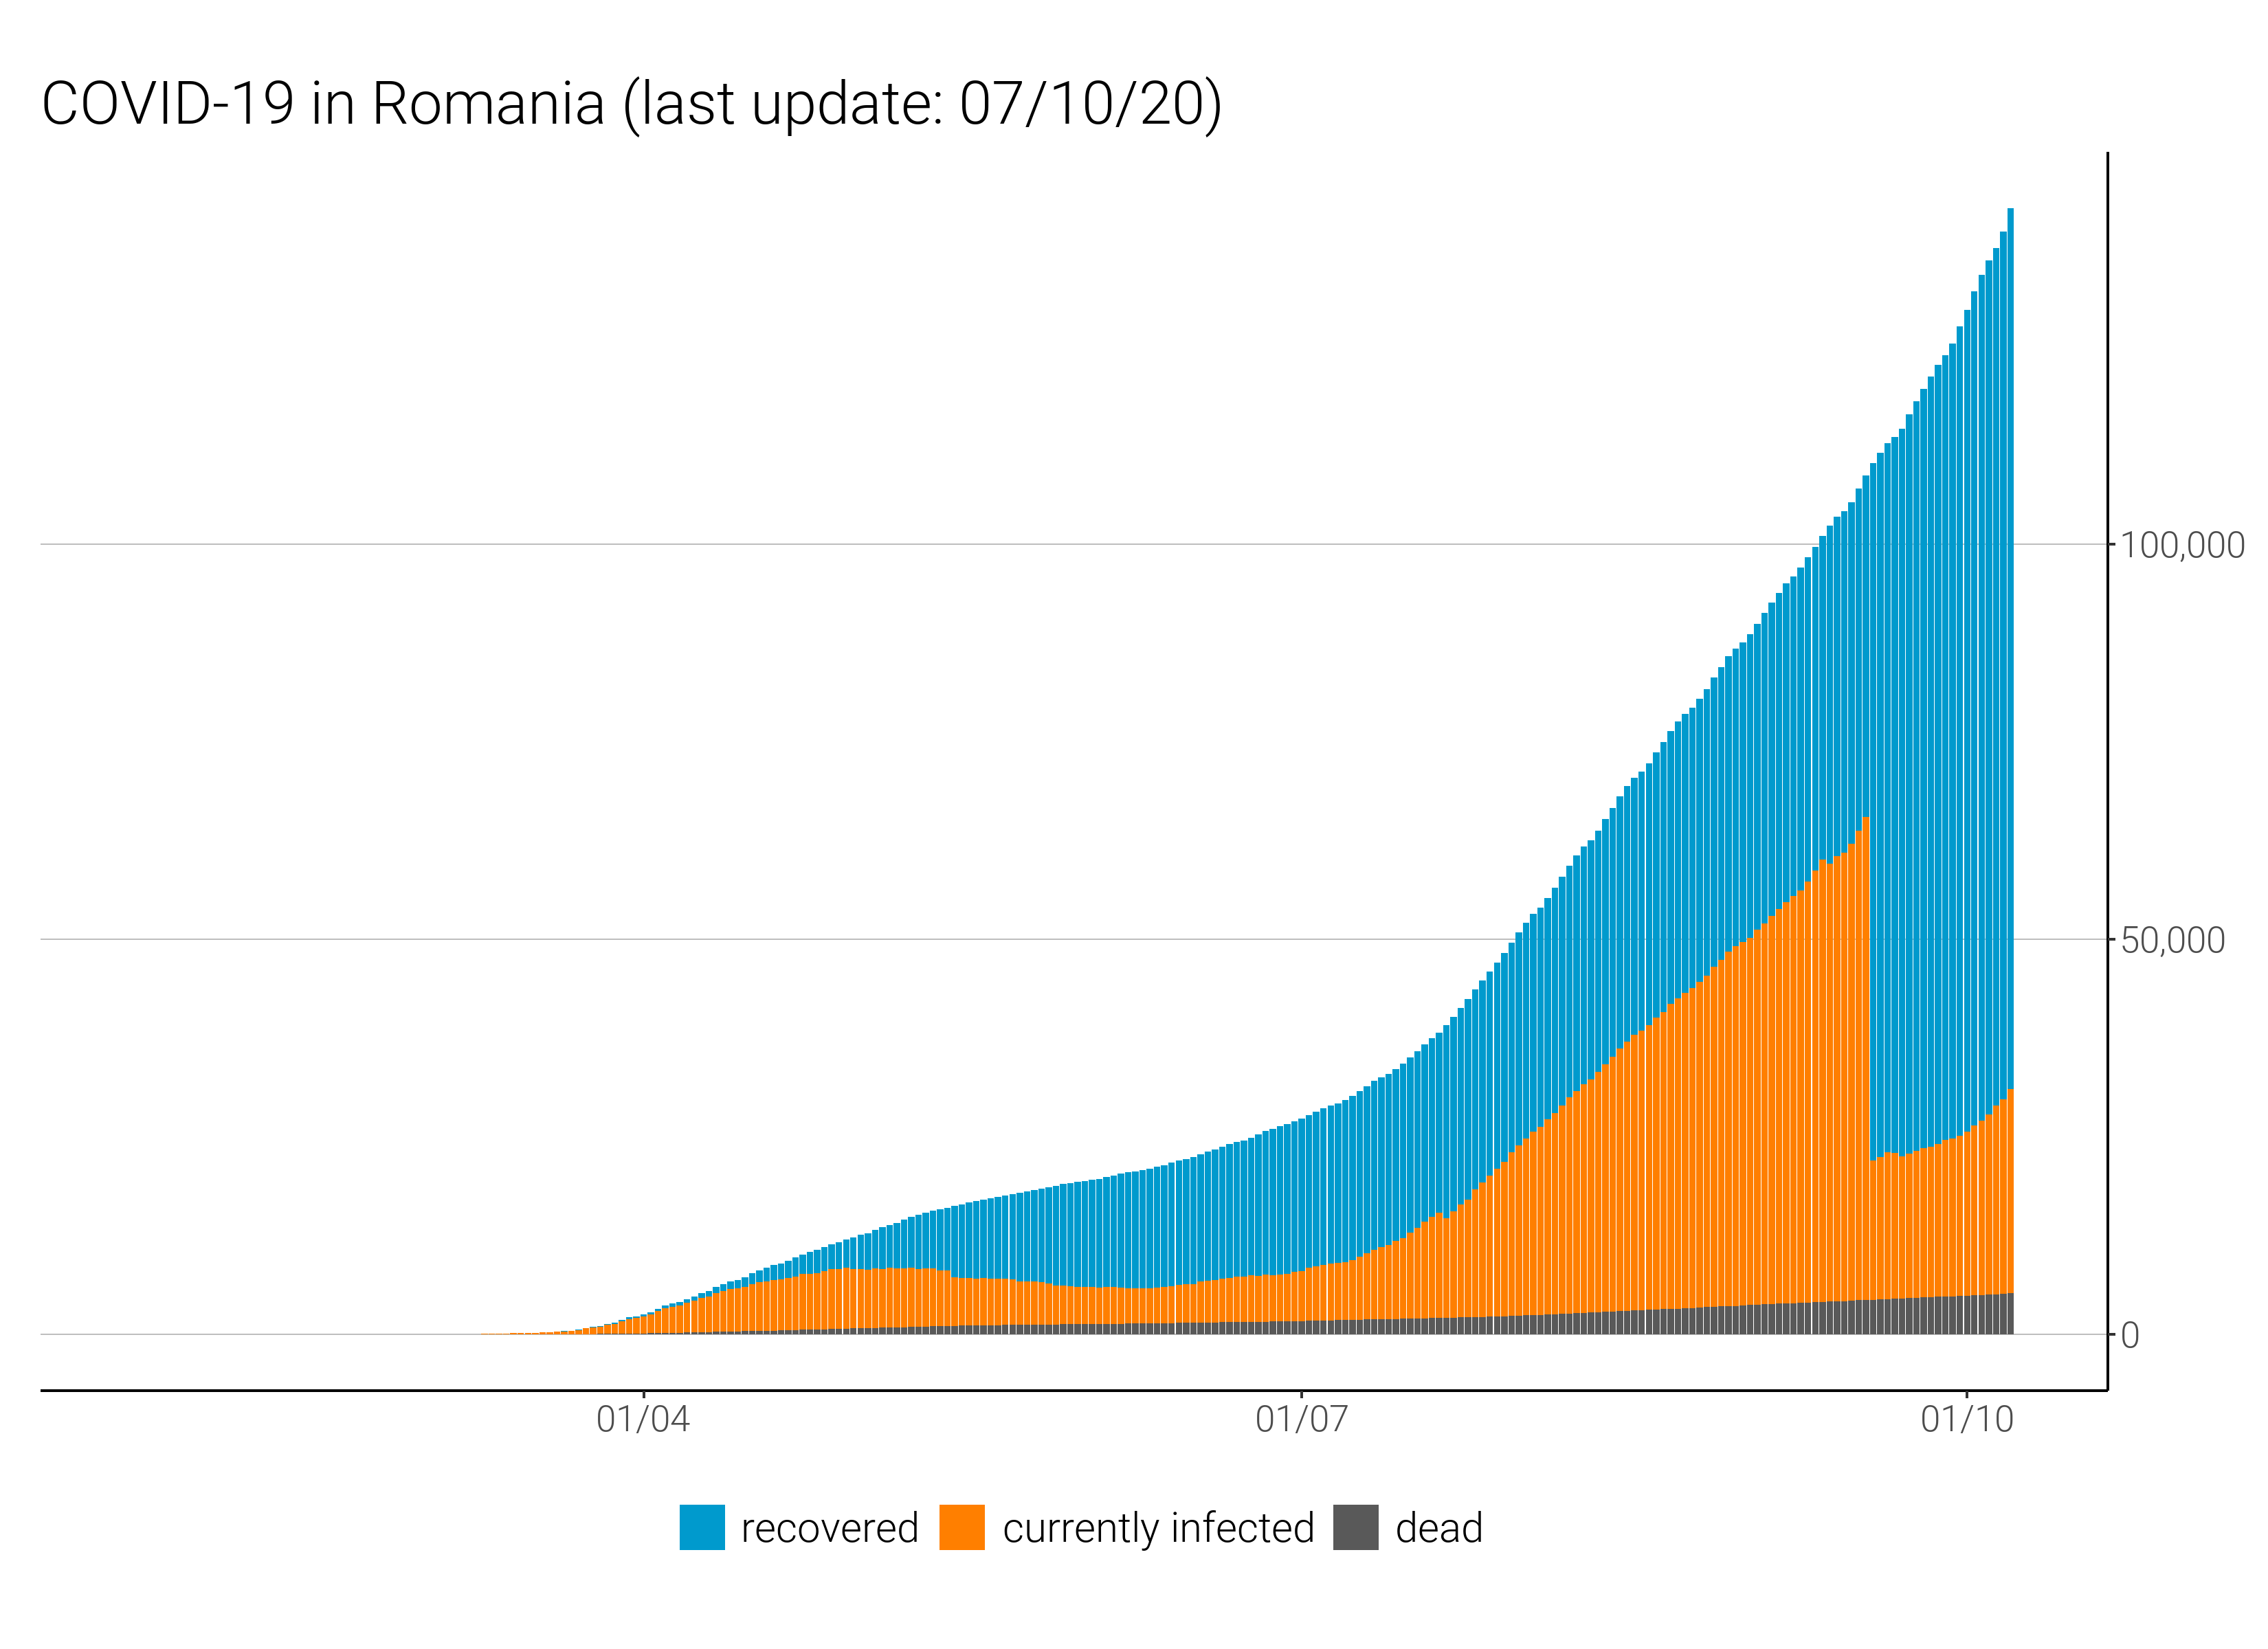 COVID-19 in Romania (last update: 07/10/20)
100,000
50,000
0
01/04 01/07 01/10
recovered currently infected dead